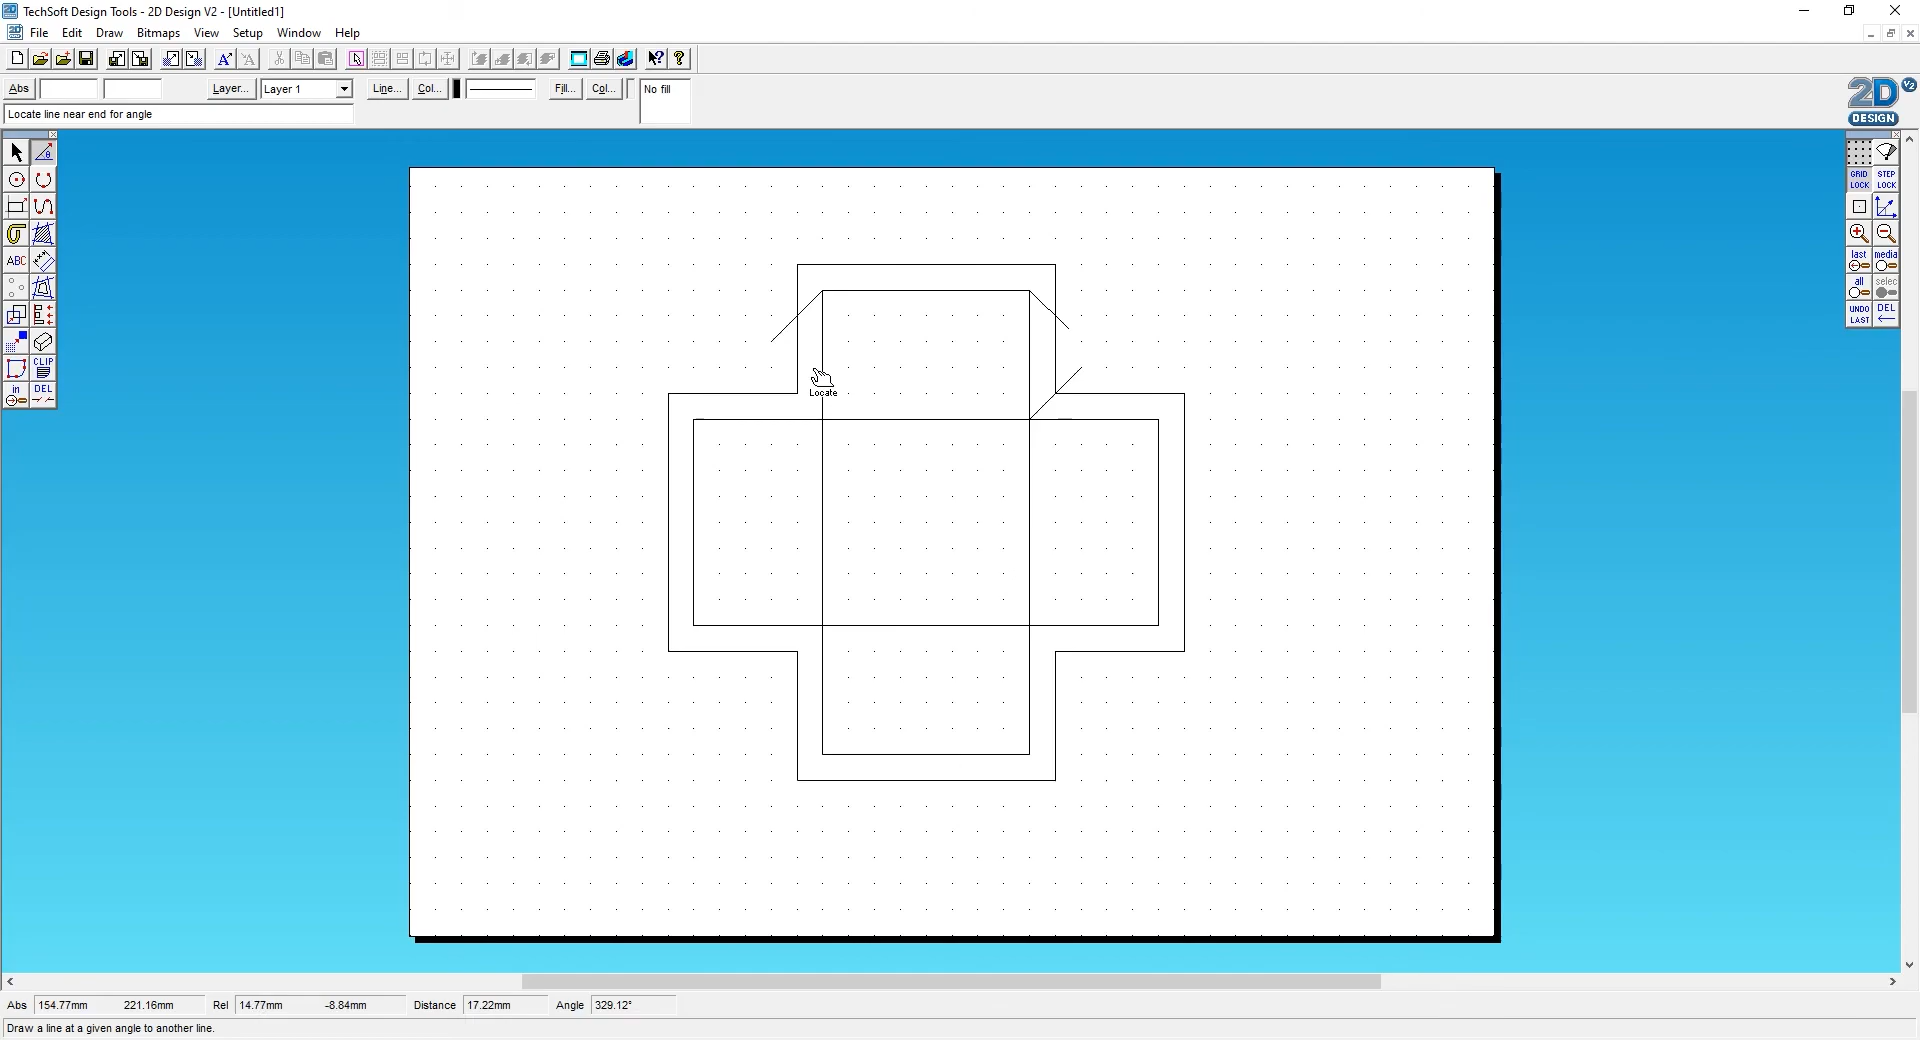 TechSoft Design Tools - 2D Design V2 - [Untitled1]
File Edit Draw Bitmaps View Setup Window Help
Abs Layer... Layer 1 Line... Col... Fill... Col... No fill
Locate line near end for angle
2D V2
DESIGN
GRID LOCK STEP LOCK
ABC
last media
all selec
CLIP
UNDO LAST DEL
in DEL
Locate
Abs 154.77mm 221.16mm Rel 14.77mm -8.84mm Distance 17.22mm Angle 329.12°
Draw a line at a given angle to another line.